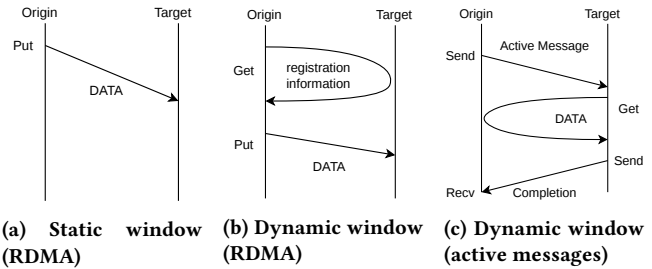 Origin Target
Put
DATA
(a) Static window
(RDMA)
Origin Target
Get
registration
information
Put
DATA
(b) Dynamic window
(RDMA)
Origin Target
Active Message
Send
Get
DATA
Send
Recv Completion
(c) Dynamic window
(active messages)